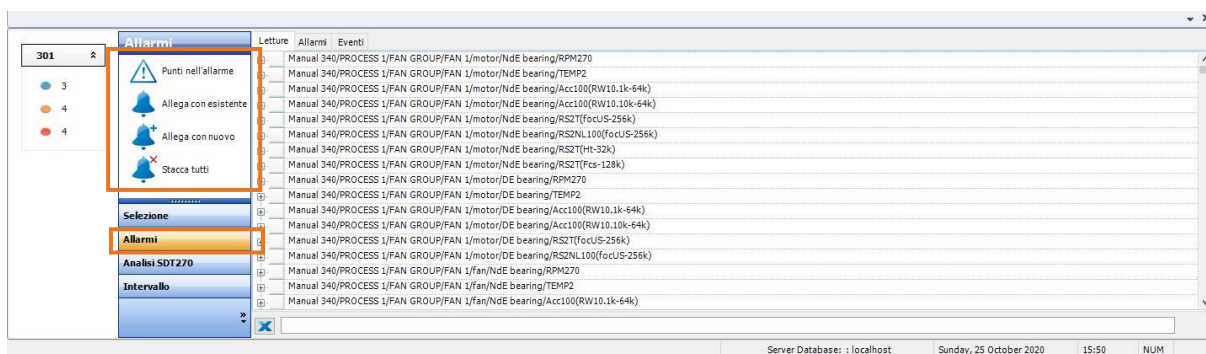 301
3
4
4
Allarmi
Punti nell'allarme
Allega con esistente
Allega con nuovo
Stacca tutti
Selezione
Allarmi
Analisi SDT270
Intervallo
Letture Allarmi Eventi
Manual 340/PROCESS 1/FAN GROUP/FAN 1/motor/NdE bearing/RPM270
Manual 340/PROCESS 1/FAN GROUP/FAN 1/motor/NdE bearing/TEMP2
Manual 340/PROCESS 1/FAN GROUP/FAN 1/motor/NdE bearing/Acc100(RW10.1k-64k)
Manual 340/PROCESS 1/FAN GROUP/FAN 1/motor/NdE bearing/Acc100(RW10.10k-64k)
Manual 340/PROCESS 1/FAN GROUP/FAN 1/motor/NdE bearing/RS2T(focUS-256k)
Manual 340/PROCESS 1/FAN GROUP/FAN 1/motor/NdE bearing/RS2NL100(focUS-256k)
Manual 340/PROCESS 1/FAN GROUP/FAN 1/motor/NdE bearing/RS2T(Ht-32k)
Manual 340/PROCESS 1/FAN GROUP/FAN 1/motor/NdE bearing/RS2T(Fcs-128k)
Manual 340/PROCESS 1/FAN GROUP/FAN 1/motor/DE bearing/RPM270
Manual 340/PROCESS 1/FAN GROUP/FAN 1/motor/DE bearing/TEMP2
Manual 340/PROCESS 1/FAN GROUP/FAN 1/motor/DE bearing/Acc100(RW10.1k-64k)
Manual 340/PROCESS 1/FAN GROUP/FAN 1/motor/DE bearing/Acc100(RW10.10k-64k)
Manual 340/PROCESS 1/FAN GROUP/FAN 1/motor/DE bearing/RS2T(focUS-256k)
Manual 340/PROCESS 1/FAN GROUP/FAN 1/motor/DE bearing/RS2NL100(focUS-256k)
Manual 340/PROCESS 1/FAN GROUP/FAN 1/fan/NdE bearing/RPM270
Manual 340/PROCESS 1/FAN GROUP/FAN 1/fan/NdE bearing/TEMP2
Manual 340/PROCESS 1/FAN GROUP/FAN 1/fan/NdE bearing/Acc100(RW10.1k-64k)
Server Database: : localhost Sunday, 25 October 2020 15:50 NUM